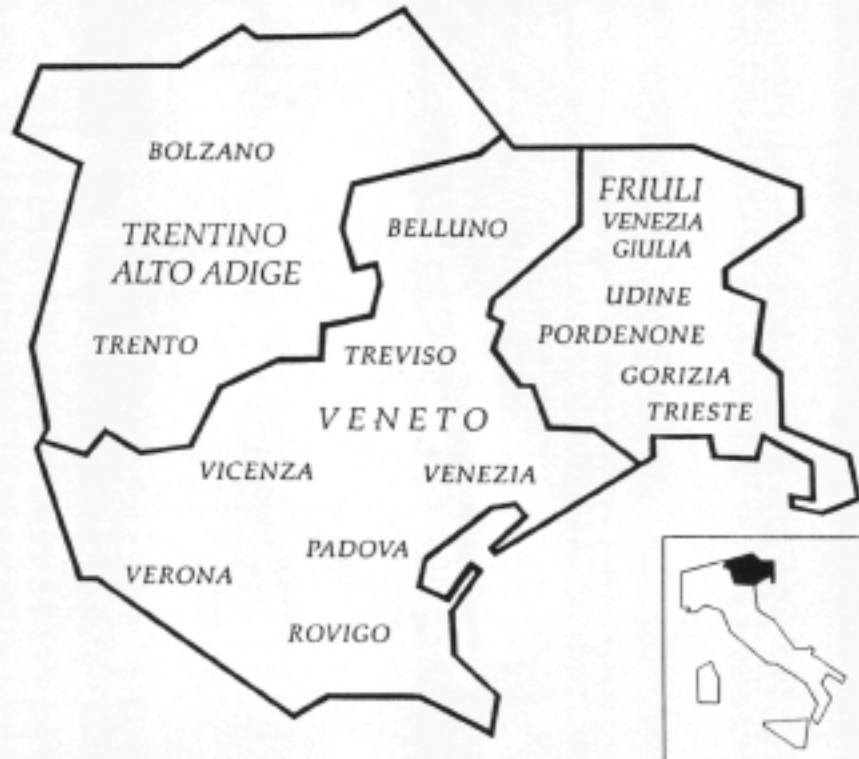 BOLZANO
TRENTINO
ALTO ADIGE
TRENTO
BELLUNO
TREVISO
VENETO
VICENZA
VENEZIA
PADOVA
VERONA
ROVIGO
FRIULI
VENEZIA
GIULIA
UDINE
PORDENONE
GORIZIA
TRIESTE